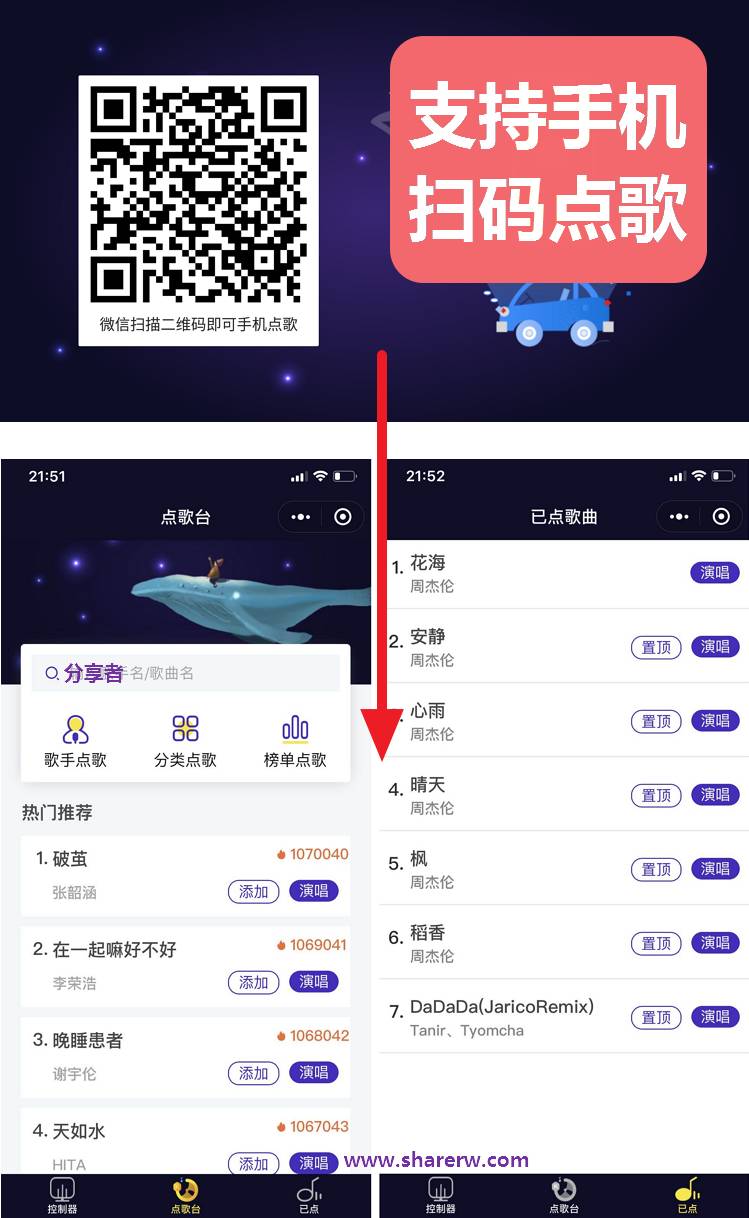 支持手机
扫码点歌
微信扫描二维码即可手机点歌
21:51
点歌台
分享者
手名/歌曲名
歌手点歌
分类点歌
榜单点歌
热门推荐
1. 破茧
1070040
张韶涵
添加
演唱
2. 在一起嘛好不好
1069041
李荣浩
添加
演唱
3. 晚睡患者
1068042
谢宇伦
添加
演唱
4. 天如水
1067043
HITA
添加
演唱
控制器
点歌台
已点
21:52
已点歌曲
1. 花海
演唱
周杰伦
2. 安静
置顶
演唱
周杰伦
心雨
置顶
演唱
周杰伦
4. 晴天
置顶
演唱
周杰伦
5. 枫
置顶
演唱
周杰伦
6. 稻香
置顶
演唱
周杰伦
7. DaDaDa(JaricoRemix)
置顶
演唱
Tanir、Tyomcha
www.sharerw.com
控制器
点歌台
已点